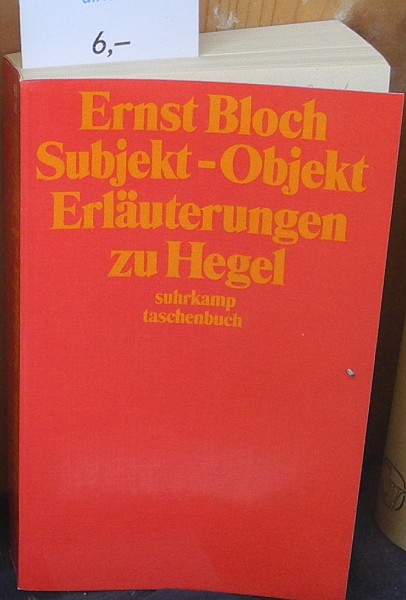 6,–
Ernst Bloch
Subjekt – Objekt
Erläuterungen
zu Hegel
suhrkamp
taschenbuch